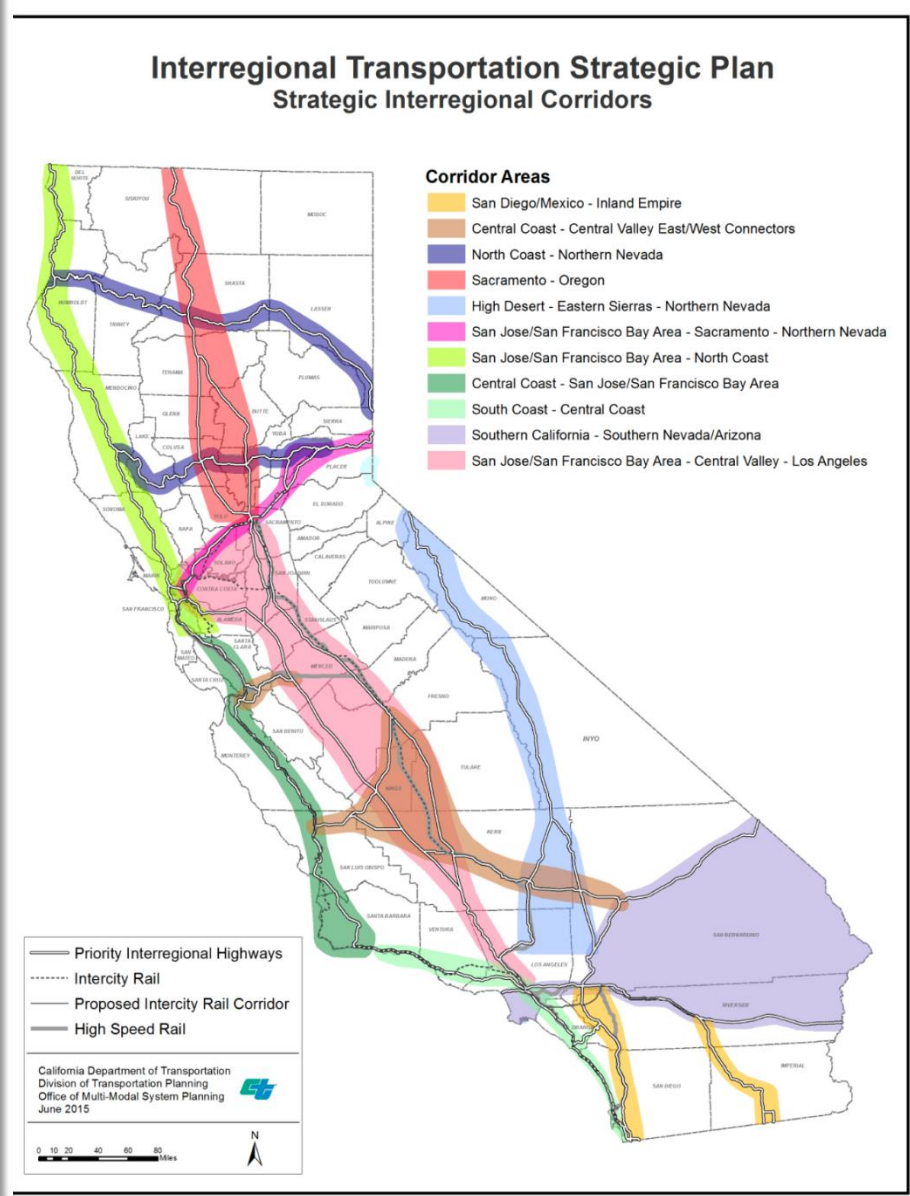 Interregional Transportation Strategic Plan
Strategic Interregional Corridors
Corridor Areas
San Diego/Mexico - Inland Empire
Central Coast - Central Valley East/West Connectors
North Coast - Northern Nevada
Sacramento - Oregon
High Desert - Eastern Sierras - Northern Nevada
San Jose/San Francisco Bay Area - Sacramento - Northern Nevada
San Jose/San Francisco Bay Area - North Coast
Central Coast - San Jose/San Francisco Bay Area
South Coast - Central Coast
Southern California - Southern Nevada/Arizona
San Jose/San Francisco Bay Area - Central Valley - Los Angeles
DEL
NORTE
SISKIYOU
MODOC
HUMBOLDT
TRINITY
SHASTA
LASSEN
TEHAMA
PLUMAS
MENDOCINO
GLENN
BUTTE
SIERRA
LAKE
COLUSA
YUBA
PLACER
SONOMA
NAPA
YOLO
EL DORADO
SACRAMENTO
ALPINE
AMADOR
SOLANO
CALAVERAS
MARIN
SAN JOAQUIN
TUOLUMNE
CONTRA COSTA
MONO
SAN FRANCISCO
ALAMEDA
STANISLAUS
MARIPOSA
SAN
MATEO
SANTA
CLARA
MERCED
MADERA
SANTA CRUZ
FRESNO
SAN BENITO
INYO
MONTEREY
TULARE
KINGS
KERN
SAN LUIS OBISPO
SANTA BARBARA
VENTURA
SAN BERNARDINO
LOS ANGELES
RIVERSIDE
ORANGE
SAN DIEGO
IMPERIAL
Priority Interregional Highways
Intercity Rail
Proposed Intercity Rail Corridor
High Speed Rail
California Department of Transportation
Division of Transportation Planning
Office of Multi-Modal System Planning
June 2015
ct
N
0 10 20 40 60 80
Miles